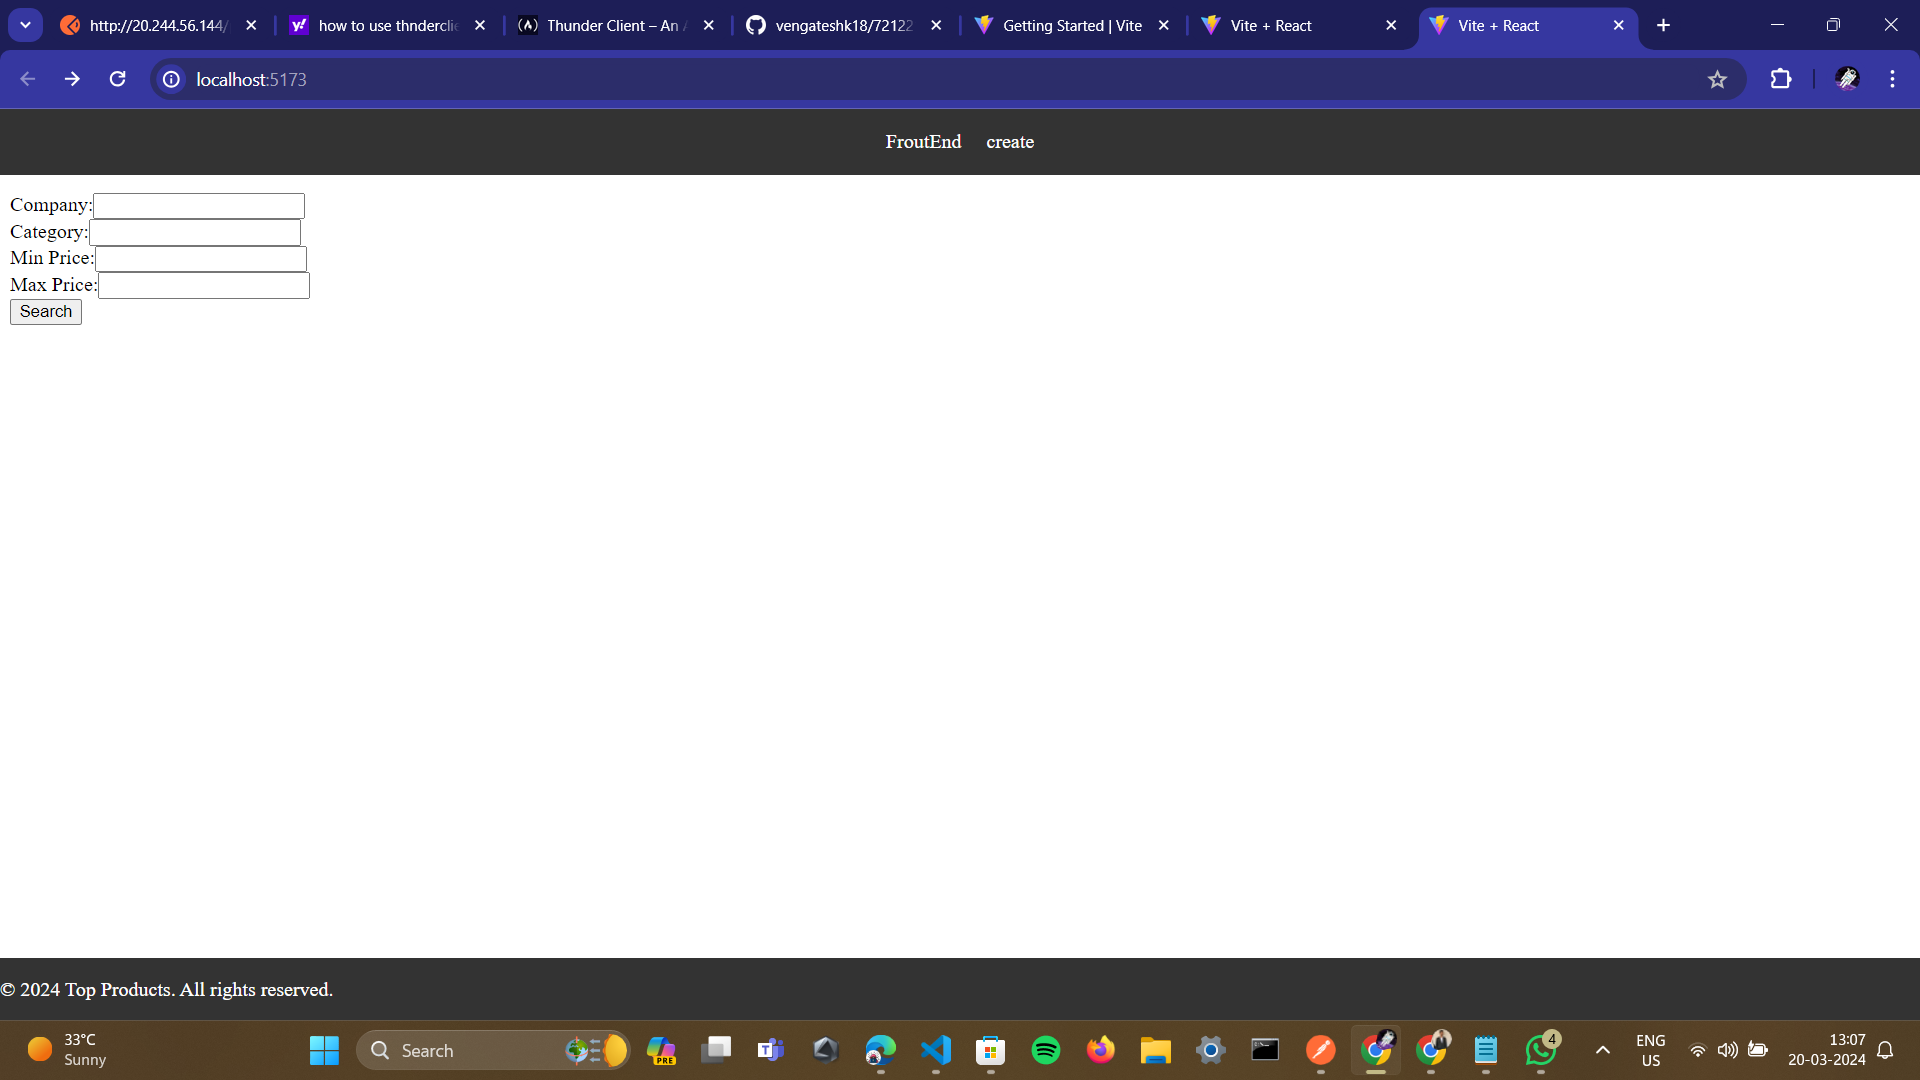 http://20.244.56.144/
how to use thnderclie
Thunder Client – An A
vengateshk18/72122
Getting Started | Vite
Vite + React
Vite + React
localhost:5173
FroutEnd create
Company:
Category:
Min Price:
Max Price:
Search
© 2024 Top Products. All rights reserved.
33°C
Sunny
Search
PRE
4
ENG
US
13:07
20-03-2024